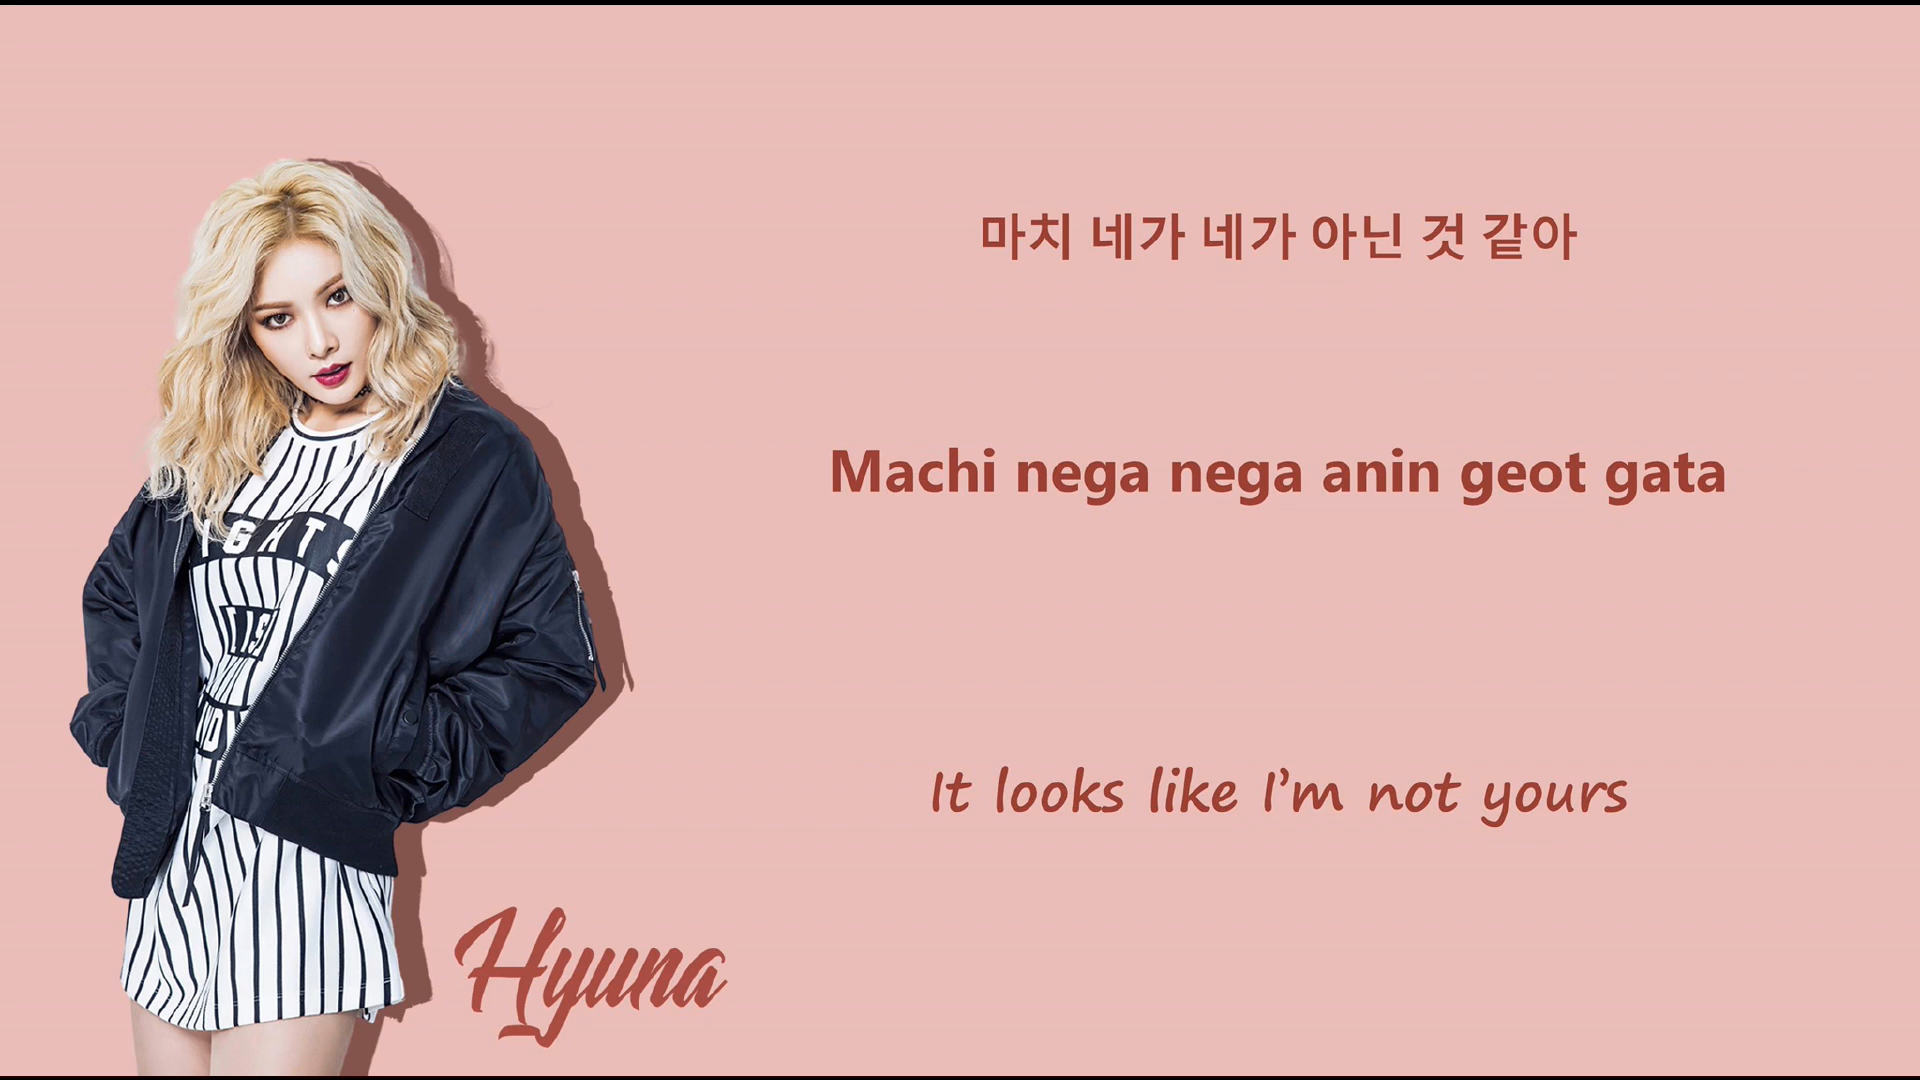 마치 네가 네가 아닌 것 같아
Machi nega nega anin geot gata
It looks like I'm not yours
Hyuna